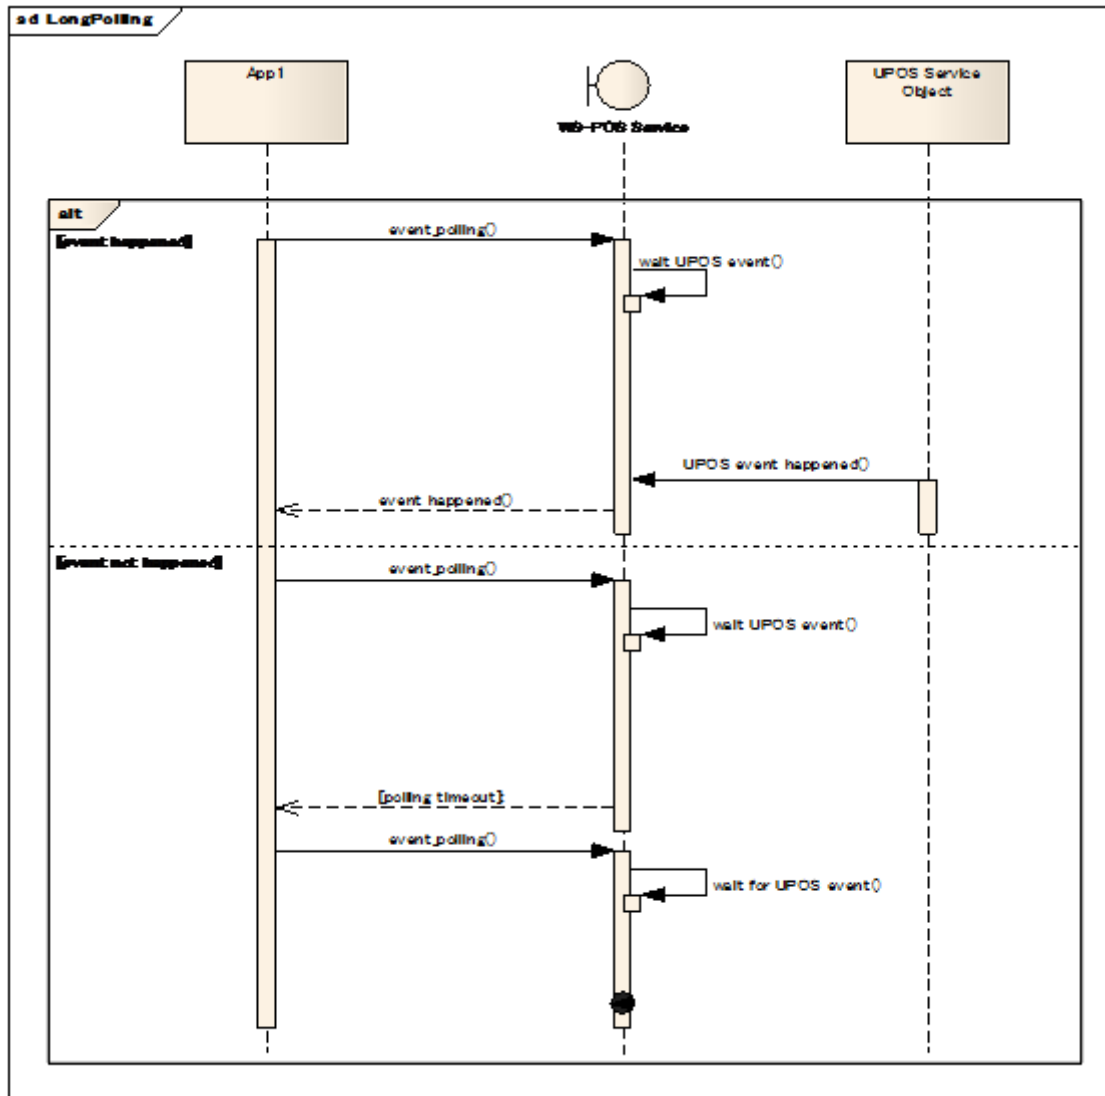 sd LongPolling
App1
WS-POS Service
UPOS Service
Object
alt
[event happened]
event_polling()
wait UPOS event()
UPOS event happened()
event happened()
[event not happened]
event_polling()
wait UPOS event()
[polling timeout]:
event_polling()
wait for UPOS event()